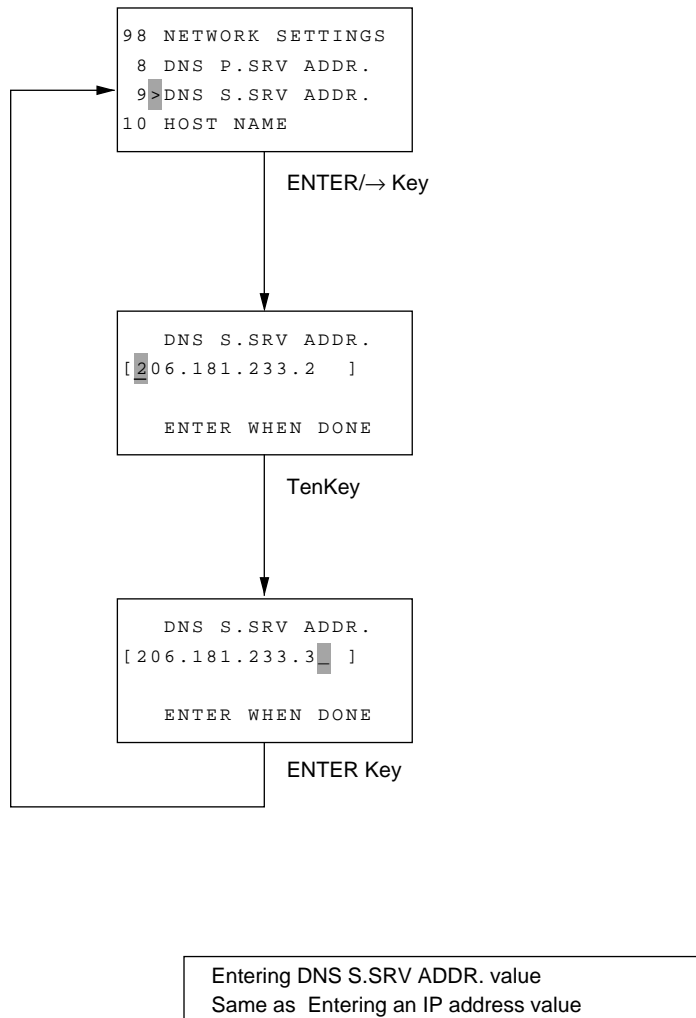 98 NETWORK SETTINGS
8 DNS P.SRV ADDR.
9>DNS S.SRV ADDR.
10 HOST NAME
ENTER/→ Key
DNS S.SRV ADDR.
[206.181.233.2 ]
ENTER WHEN DONE
TenKey
DNS S.SRV ADDR.
[206.181.233.3_ ]
ENTER WHEN DONE
ENTER Key
Entering DNS S.SRV ADDR. value
Same as Entering an IP address value